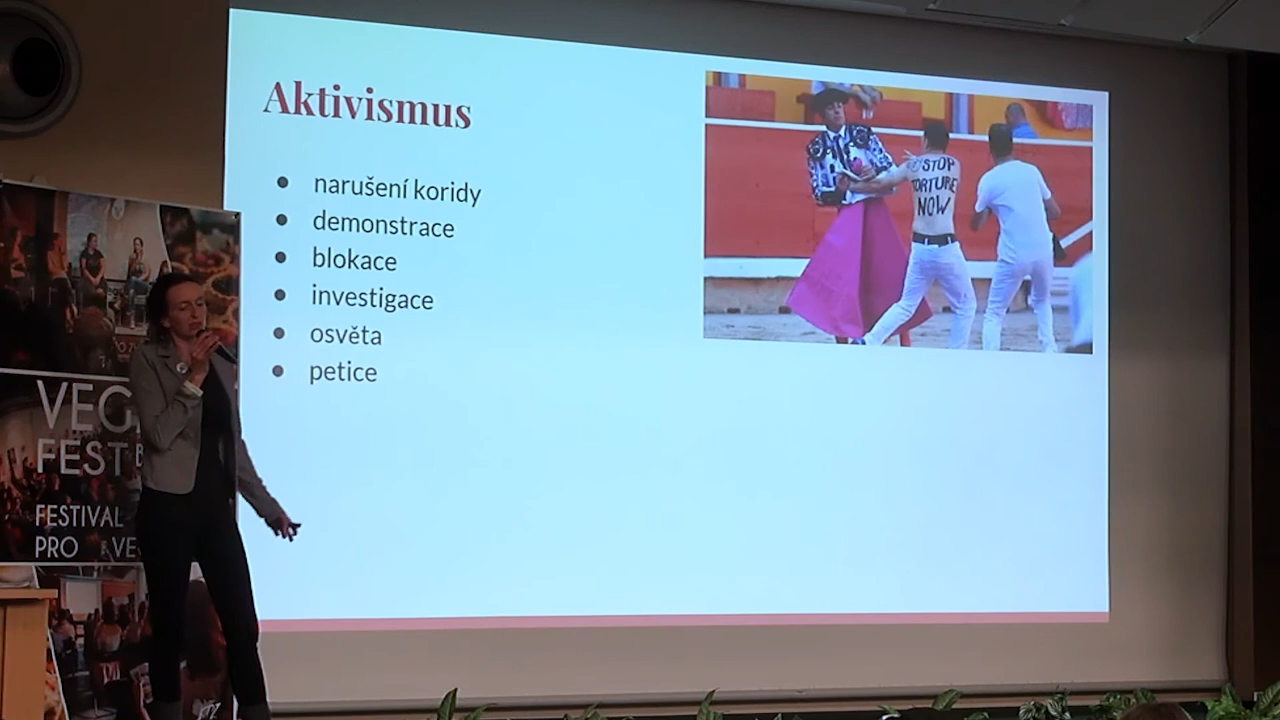 Aktivismus
narušení koridy
demonstrace
blokace
investigace
osvěta
petice
STOP
TORTURE
NOW
VEG
FEST
FESTIVAL
PRO